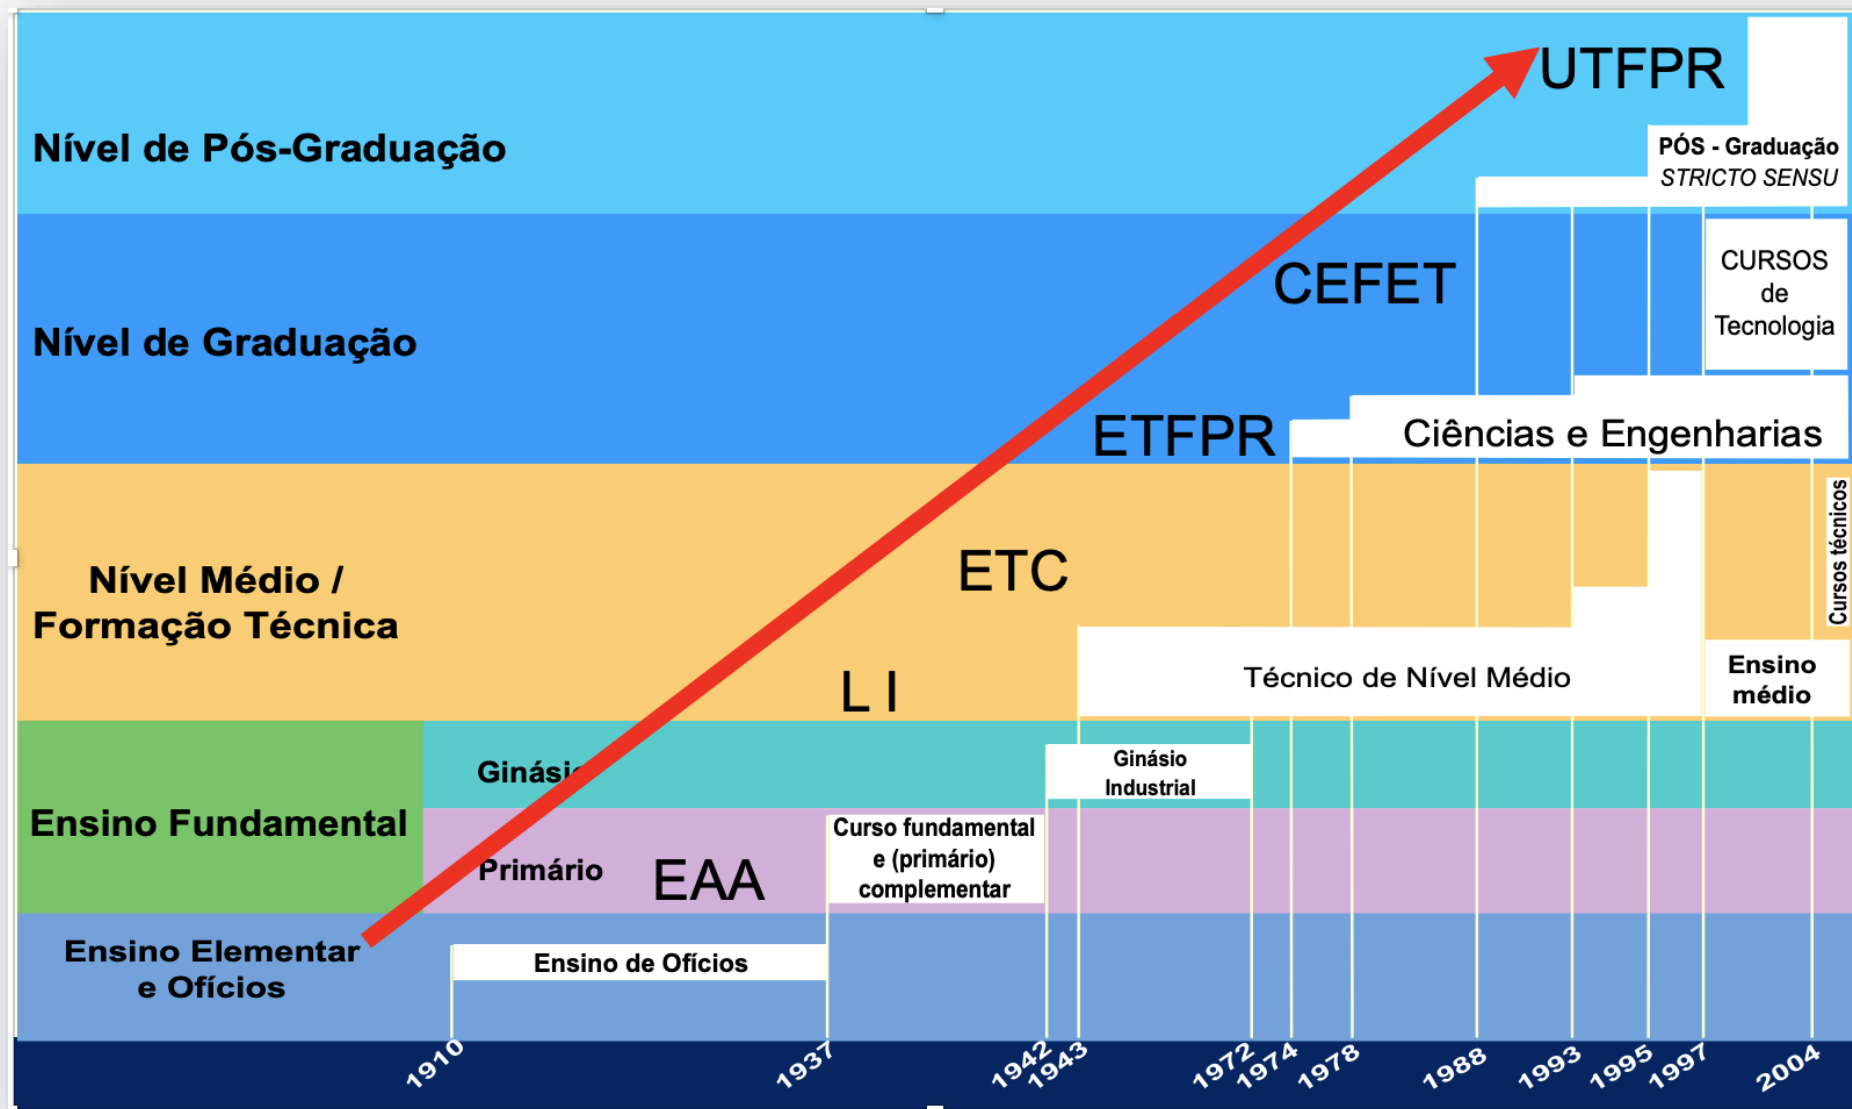 UTFPR
Nível de Pós-Graduação
PÓS - Graduação
STRICTO SENSU
CEFET
CURSOS
de
Tecnologia
Nível de Graduação
ETFPR
Ciências e Engenharias
Cursos técnicos
ETC
Nível Médio /
Formação Técnica
L I
Técnico de Nível Médio
Ensino
médio
Ginásio
Ginásio
Industrial
Ensino Fundamental
Primário
EAA
Curso fundamental
e (primário)
complementar
Ensino Elementar
e Ofícios
Ensino de Ofícios
1910
1937
1942
1943
1972
1974
1978
1988
1993
1995
1997
2004